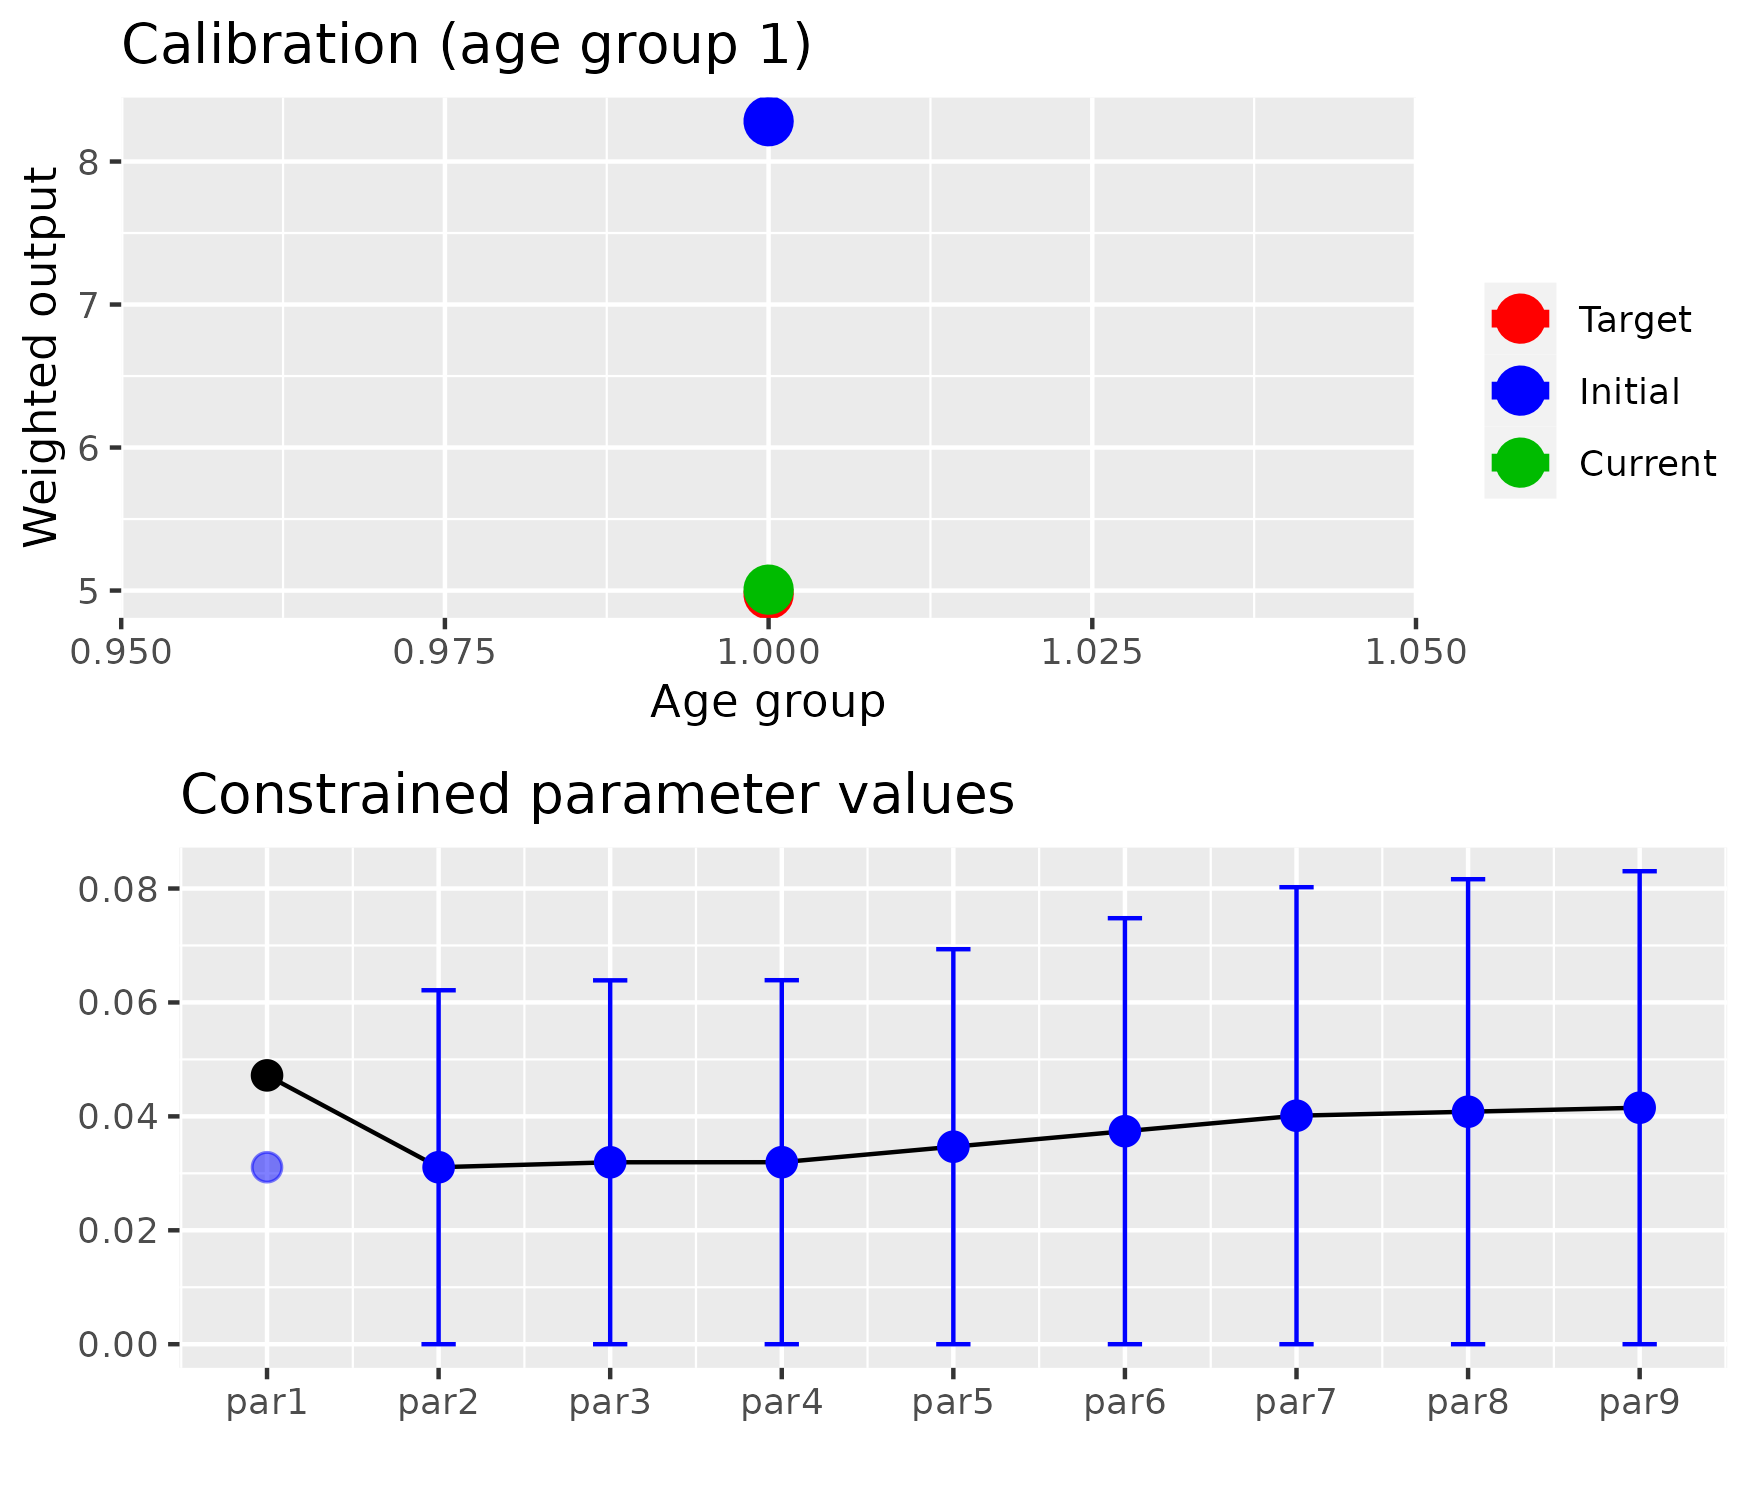 Calibration (age group 1)
Weighted output
8
7
6
5
0.950 0.975 1.000 1.025 1.050
Age group
Target
Initial
Current
Constrained parameter values
0.08
0.06
0.04
0.02
0.00
par1 par2 par3 par4 par5 par6 par7 par8 par9